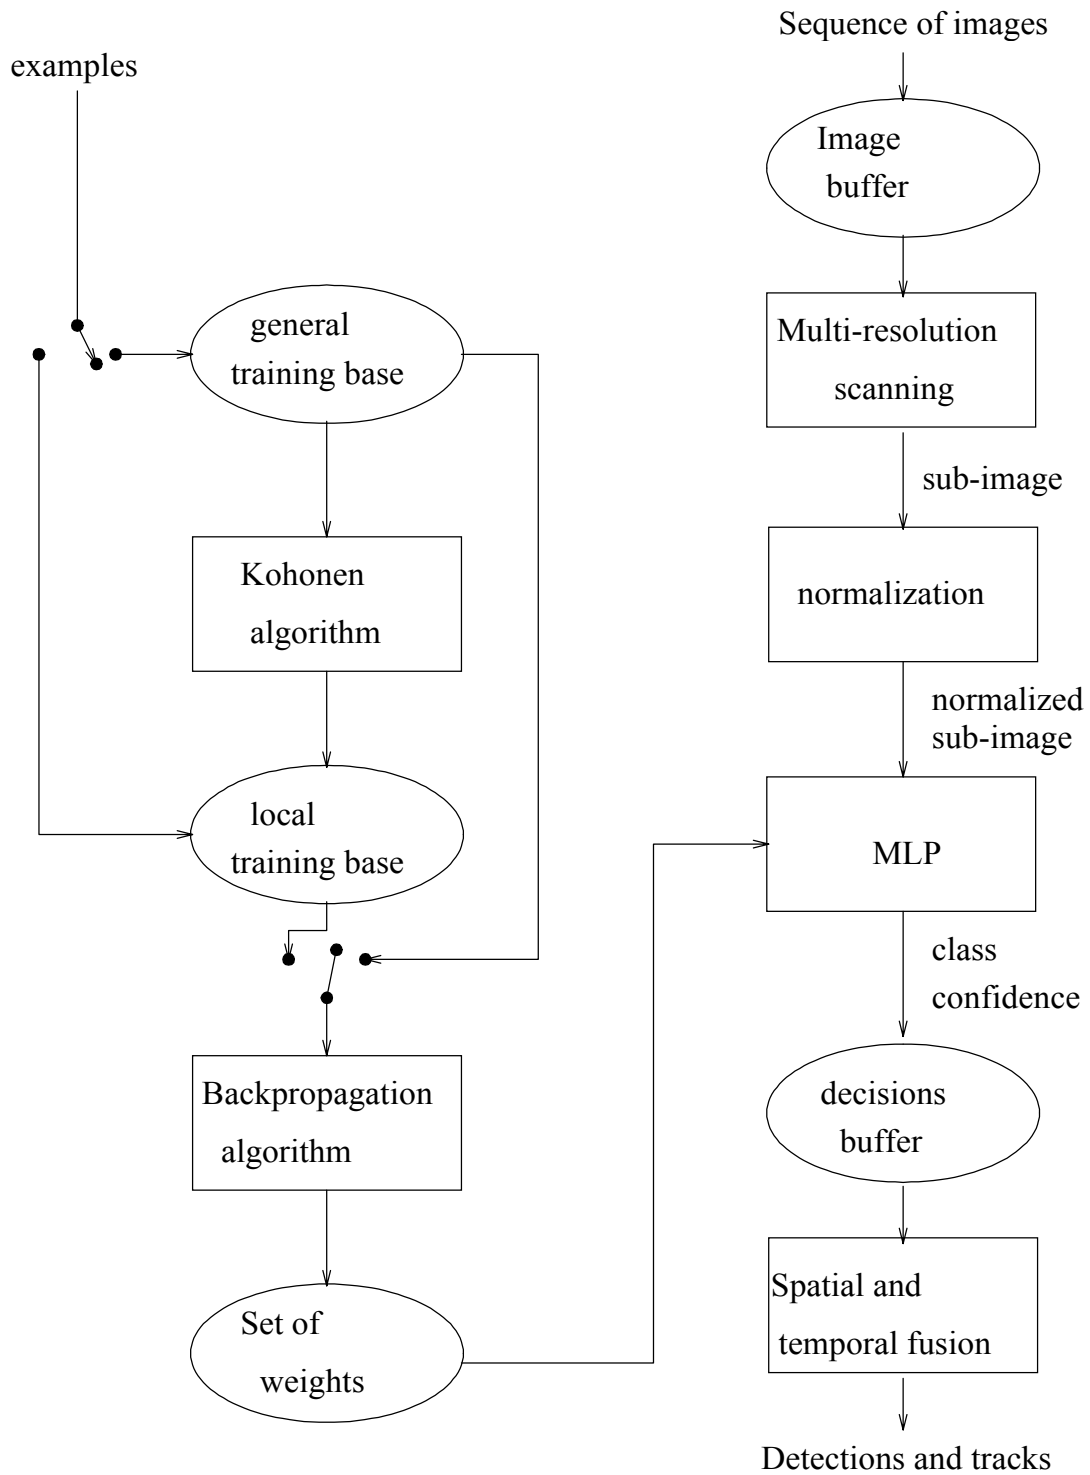 examples
general
training base
Kohonen
algorithm
local
training base
Backpropagation
algorithm
Set of
weights
Sequence of images
Image
buffer
Multi-resolution
scanning
sub-image
normalization
normalized
sub-image
MLP
class
confidence
decisions
buffer
Spatial and
temporal fusion
Detections and tracks